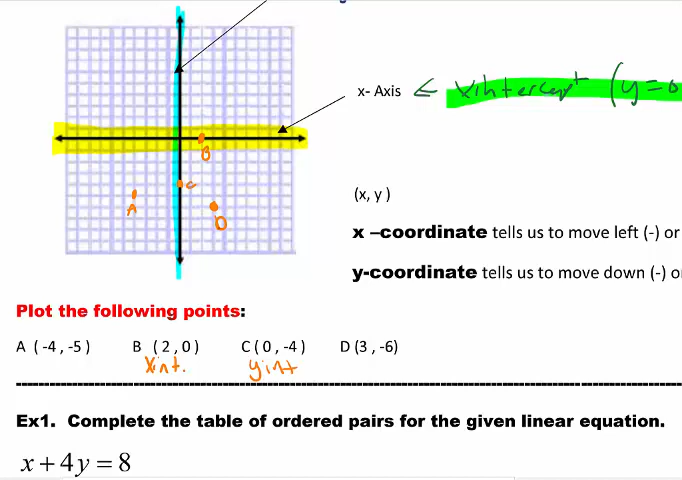 x- Axis ← x intercept (y = 0
B
C
A
D
(x, y )
x –coordinate tells us to move left (-) or
y-coordinate tells us to move down (-) o
Plot the following points:
A ( -4 , -5 ) B ( 2 , 0 ) C ( 0 , -4 ) D (3 , -6)
x int. y int
Ex1. Complete the table of ordered pairs for the given linear equation.
x + 4y = 8